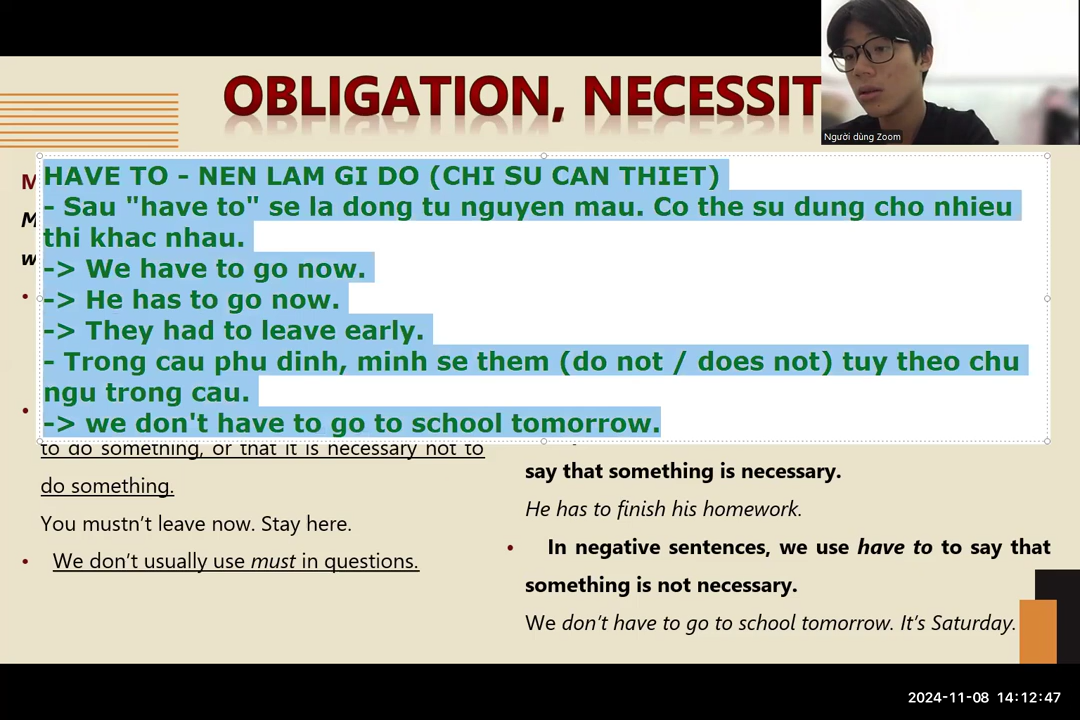 OBLIGATION, NECESSIT
Người dùng Zoom
M
M
w
HAVE TO - NEN LAM GI DO (CHI SU CAN THIET)
- Sau "have to" se la dong tu nguyen mau. Co the su dung cho nhieu
thi khac nhau.
-> We have to go now.
-> He has to go now.
-> They had to leave early.
- Trong cau phu dinh, minh se them (do not / does not) tuy theo chu
ngu trong cau.
-> we don't have to go to school tomorrow.
to do something, or that it is necessary not to
do something.
You mustn’t leave now. Stay here.
• We don’t usually use must in questions.
say that something is necessary.
He has to finish his homework.
• In negative sentences, we use have to to say that
something is not necessary.
We don’t have to go to school tomorrow. It’s Saturday.
2024-11-08 14:12:47